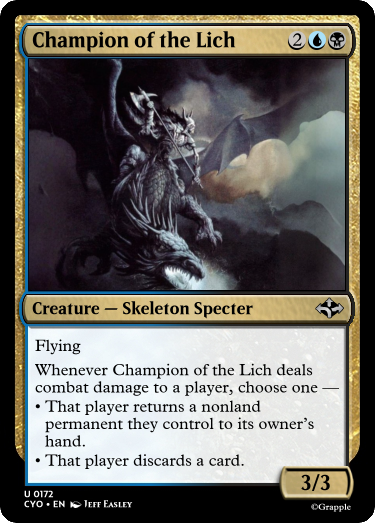 Champion of the Lich 2
Creature — Skeleton Specter
Flying
Whenever Champion of the Lich deals
combat damage to a player, choose one —
• That player returns a nonland
permanent they control to its owner's
hand.
• That player discards a card.
3/3
U 0172
CYO • EN Jeff Easley
©Grapple